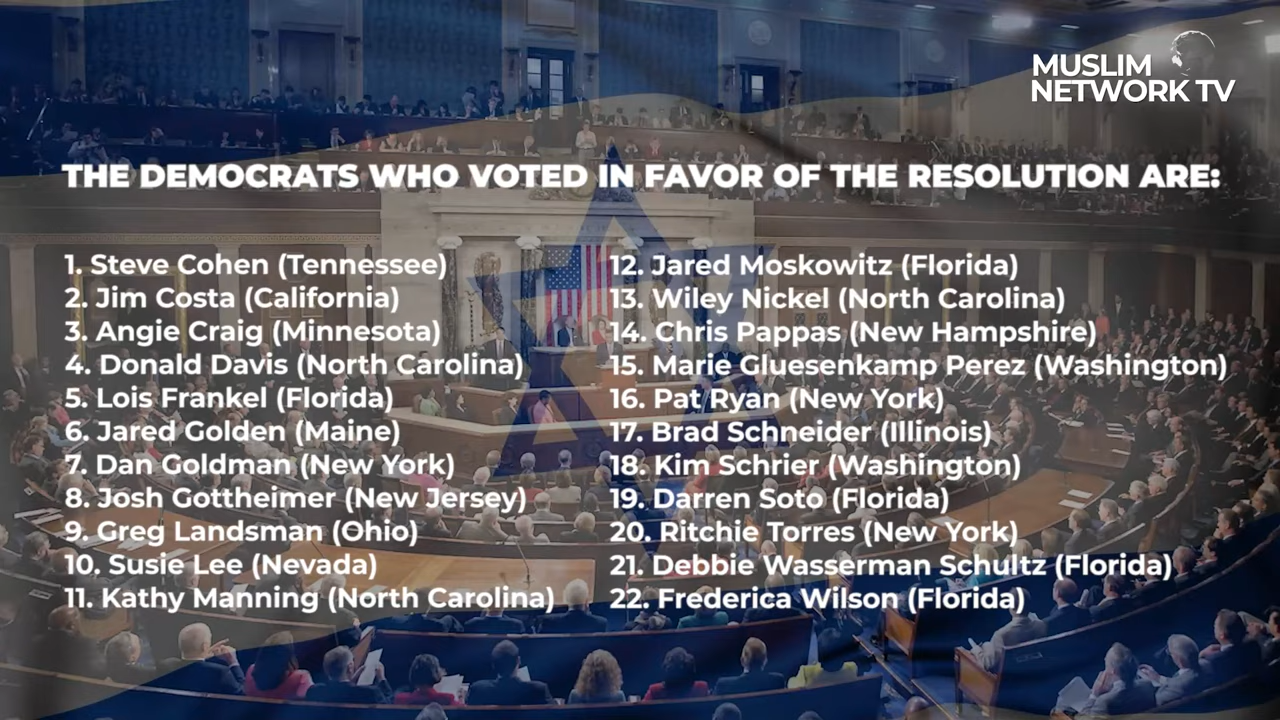 MUSLIM
NETWORK TV
THE DEMOCRATS WHO VOTED IN FAVOR OF THE RESOLUTION ARE:
1. Steve Cohen (Tennessee)
2. Jim Costa (California)
3. Angie Craig (Minnesota)
4. Donald Davis (North Carolina)
5. Lois Frankel (Florida)
6. Jared Golden (Maine)
7. Dan Goldman (New York)
8. Josh Gottheimer (New Jersey)
9. Greg Landsman (Ohio)
10. Susie Lee (Nevada)
11. Kathy Manning (North Carolina)
12. Jared Moskowitz (Florida)
13. Wiley Nickel (North Carolina)
14. Chris Pappas (New Hampshire)
15. Marie Gluesenkamp Perez (Washington)
16. Pat Ryan (New York)
17. Brad Schneider (Illinois)
18. Kim Schrier (Washington)
19. Darren Soto (Florida)
20. Ritchie Torres (New York)
21. Debbie Wasserman Schultz (Florida)
22. Frederica Wilson (Florida)